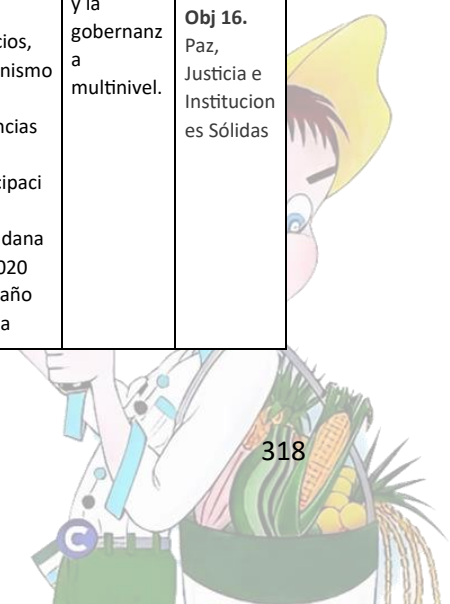 cios,
nismo
ncias
cipaci
dana
020
año
a
y la
gobernanz
a
multinivel.
Obj 16.
Paz,
Justicia e
Institucion
es Sólidas
318
C